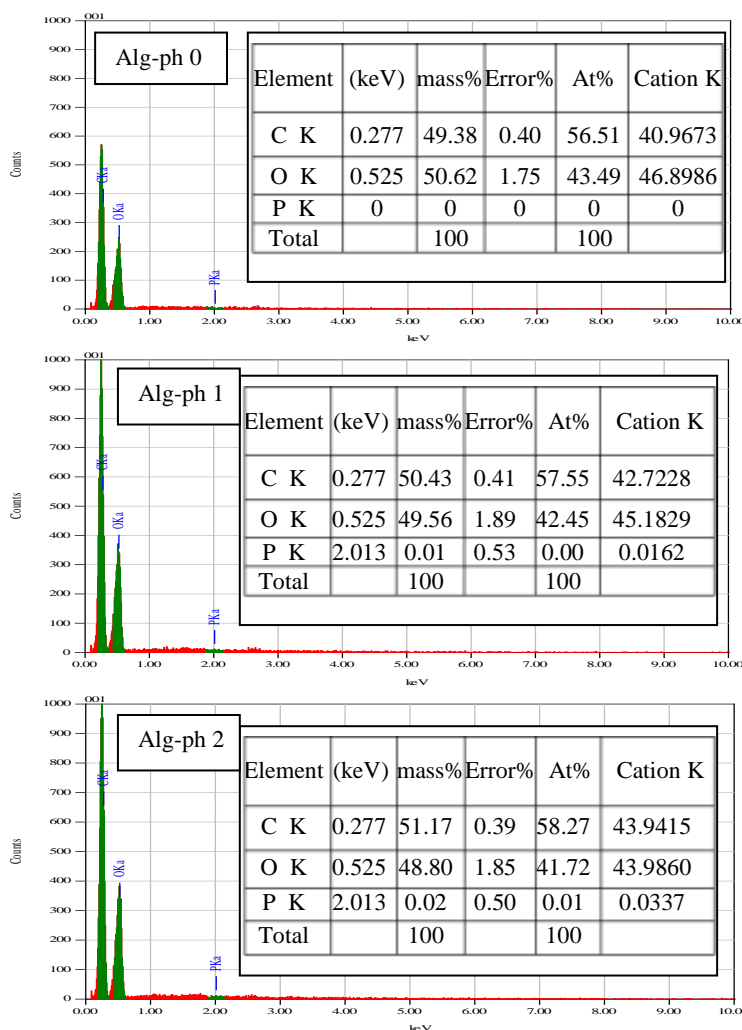 001
1000
900
800
700
600
500
400
300
200
100
0
Counts
CKa
OKa
PKa
0.00 1.00 2.00 3.00 4.00 5.00 6.00 7.00 8.00 9.00 10.00
keV
Alg-ph 0
Element (keV) mass% Error% At% Cation K
C K 0.277 49.38 0.40 56.51 40.9673
O K 0.525 50.62 1.75 43.49 46.8986
P K 0 0 0 0 0
Total 100 100
001
1000
900
800
700
600
500
400
300
200
100
0
Counts
CKa
OKa
PKa
0.00 1.00 2.00 3.00 4.00 5.00 6.00 7.00 8.00 9.00 10.00
keV
Alg-ph 1
Element (keV) mass% Error% At% Cation K
C K 0.277 50.43 0.41 57.55 42.7228
O K 0.525 49.56 1.89 42.45 45.1829
P K 2.013 0.01 0.53 0.00 0.0162
Total 100 100
001
1000
900
800
700
600
500
400
300
200
100
0
Counts
CKa
OKa
PKa
0.00 1.00 2.00 3.00 4.00 5.00 6.00 7.00 8.00 9.00 10.0
keV
Alg-ph 2
Element (keV) mass% Error% At% Cation K
C K 0.277 51.17 0.39 58.27 43.9415
O K 0.525 48.80 1.85 41.72 43.9860
P K 2.013 0.02 0.50 0.01 0.0337
Total 100 100